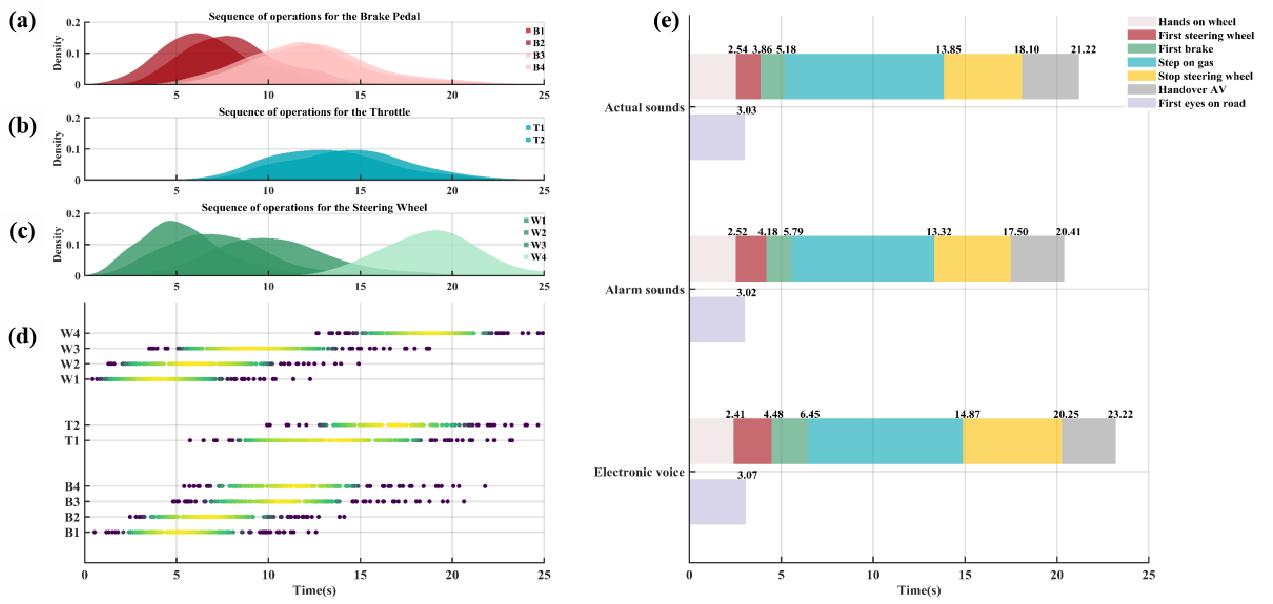 (a)
Sequence of operations for the Brake Pedal
Density
0.2
0.1
0
5
10
15
20
25
B1
B2
B3
B4
(b)
Sequence of operations for the Throttle
Density
0.2
0.1
0
5
10
15
20
25
T1
T2
(c)
Sequence of operations for the Steering Wheel
Density
0.2
0.1
0
5
10
15
20
25
W1
W2
W3
W4
(d)
W4
W3
W2
W1
T2
T1
B4
B3
B2
B1
0
5
10
15
20
25
Time(s)
(e)
Hands on wheel
First steering wheel
First brake
Step on gas
Stop steering wheel
Handover AV
First eyes on road
2.54 3.86 5.18 13.85 18.10 21.22
Actual sounds
3.03
2.52 4.18 5.79 13.32 17.50 20.41
Alarm sounds
3.02
2.41 4.48 6.45 14.87 20.25 23.22
Electronic voice
3.07
0
5
10
15
20
25
Time(s)